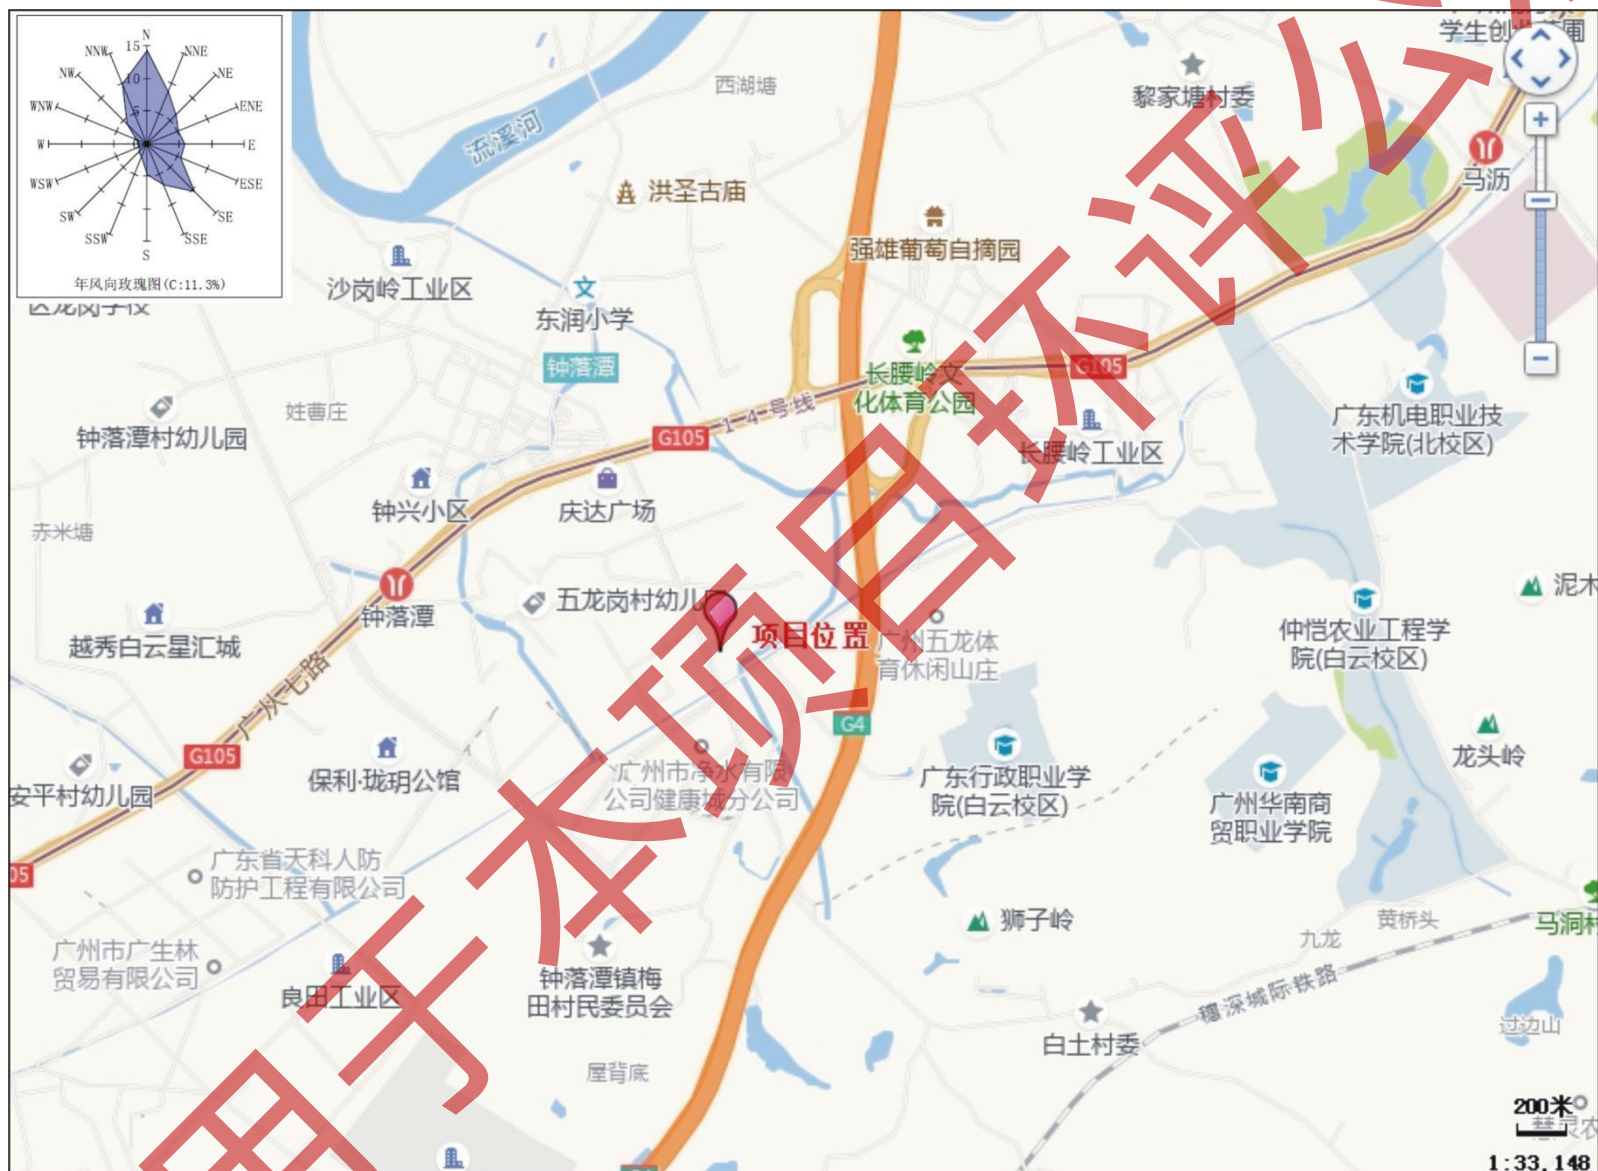 N
NNW
NNE
NW
NE
WNW
ENE
W
E
WSW
ESE
SW
SE
SSW
SSE
S
15
10
5
0
年风向玫瑰图(C:11.3%)
西湖塘
黎家塘村委
流溪河
洪圣古庙
马沥
强雄葡萄自摘园
沙岗岭工业区
东润小学
钟落潭
长腰岭文
化体育公园
G105
钟落潭村幼儿园
姓曹庄
14号线
G105
长腰岭工业区
广东机电职业技
术学院(北校区)
钟兴小区
庆达广场
赤米塘
五龙岗村幼儿园
钟落潭
越秀白云星汇城
项目位置
广州五龙体
育休闲山庄
仲恺农业工程学
院(白云校区)
泥木
广从七路
G4
G105
保利·珑玥公馆
广州市净水有限
公司健康城分公司
广东行政职业学
院(白云校区)
广州华南商
贸职业学院
龙头岭
安平村幼儿园
广东省天科人防
防护工程有限公司
05
狮子岭
黄桥头
九龙
马洞村
广州市广生林
贸易有限公司
良田工业区
钟落潭镇梅
田村民委员会
穗深城际铁路
白土村委
过边山
屋背底
200米
1:33,148
用于本项目环评公